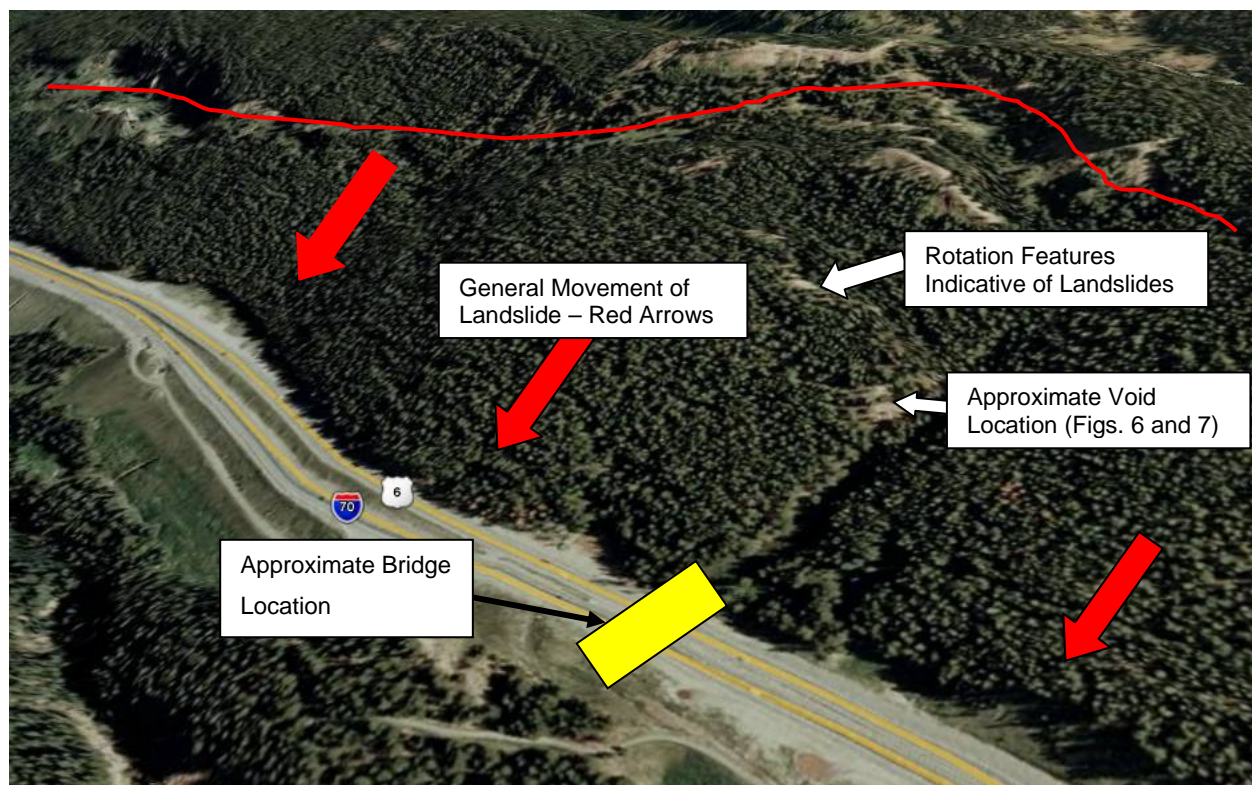 Rotation Features
Indicative of Landslides
General Movement of
Landslide – Red Arrows
Approximate Void
Location (Figs. 6 and 7)
6
70
Approximate Bridge
Location